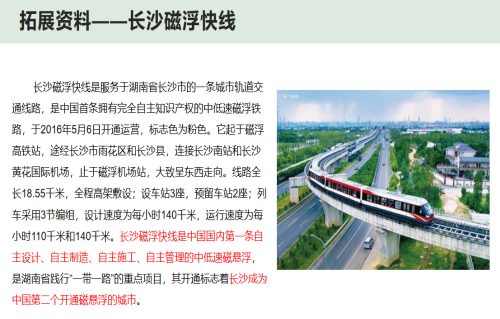 拓展资料——长沙磁浮快线
长沙磁浮快线是服务于湖南省长沙市的一条城市轨道交
通线路，是中国首条拥有完全自主知识产权的中低速磁浮铁
路，于2016年5月6日开通运营，标志色为粉色。它起于磁浮
高铁站，途经长沙市雨花区和长沙县，连接长沙南站和长沙
黄花国际机场，止于磁浮机场站，大致呈东西走向。线路全
长18.55千米，全程高架敷设；设车站3座，预留车站2座；列
车采用3节编组，设计速度为每小时140千米，运行速度为每
小时110千米和140千米。长沙磁浮快线是中国国内第一条自
主设计、自主制造、自主施工、自主管理的中低速磁悬浮，
是湖南省践行“一带一路”的重点项目，其开通标志着长沙成为
中国第二个开通磁悬浮的城市。